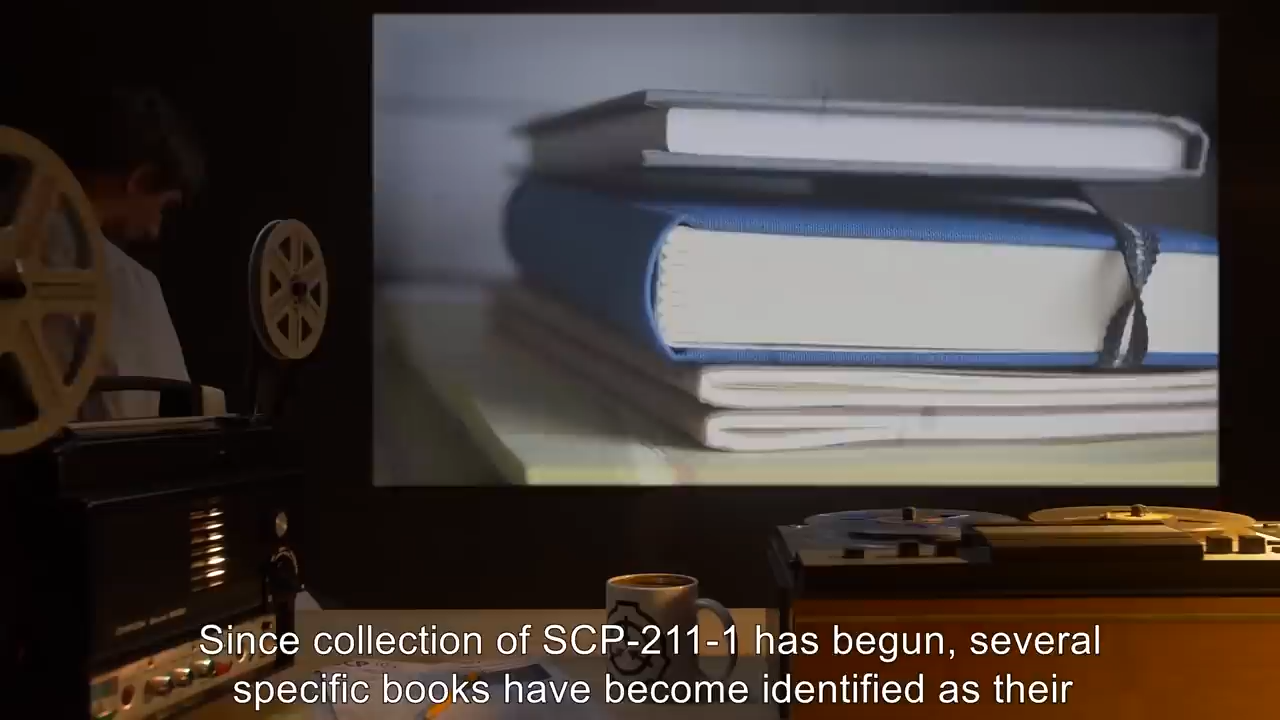 Since collection of SCP-211-1 has begun, several
specific books have become identified as their